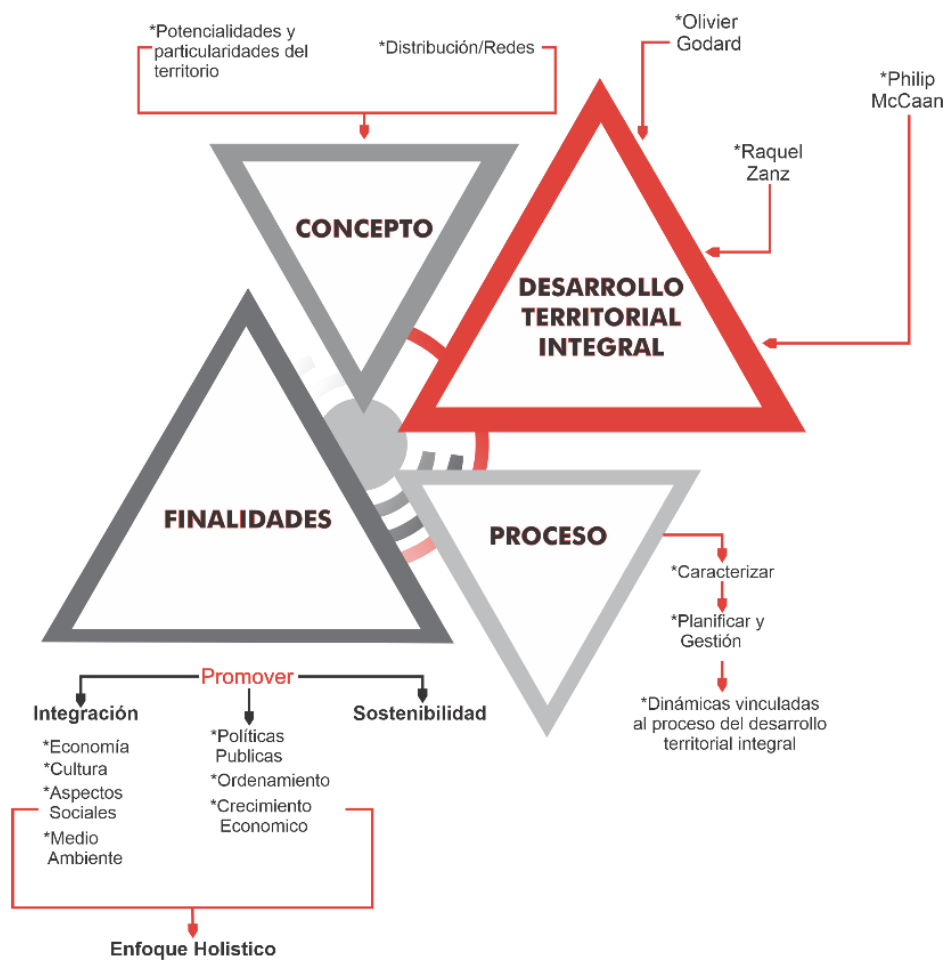 *Potencialidades y
particularidades del
territorio
*Distribución/Redes
*Olivier
Godard
*Philip
McCaan
*Raquel
Zanz
CONCEPTO
DESARROLLO
TERRITORIAL
INTEGRAL
FINALIDADES
PROCESO
*Caracterizar
*Planificar y
Gestión
*Dinámicas vinculadas
al proceso del desarrollo
territorial integral
Promover
Integración
*Economía
*Cultura
*Aspectos
Sociales
*Medio
Ambiente
*Políticas
Publicas
*Ordenamiento
*Crecimiento
Economico
Sostenibilidad
Enfoque Holistico